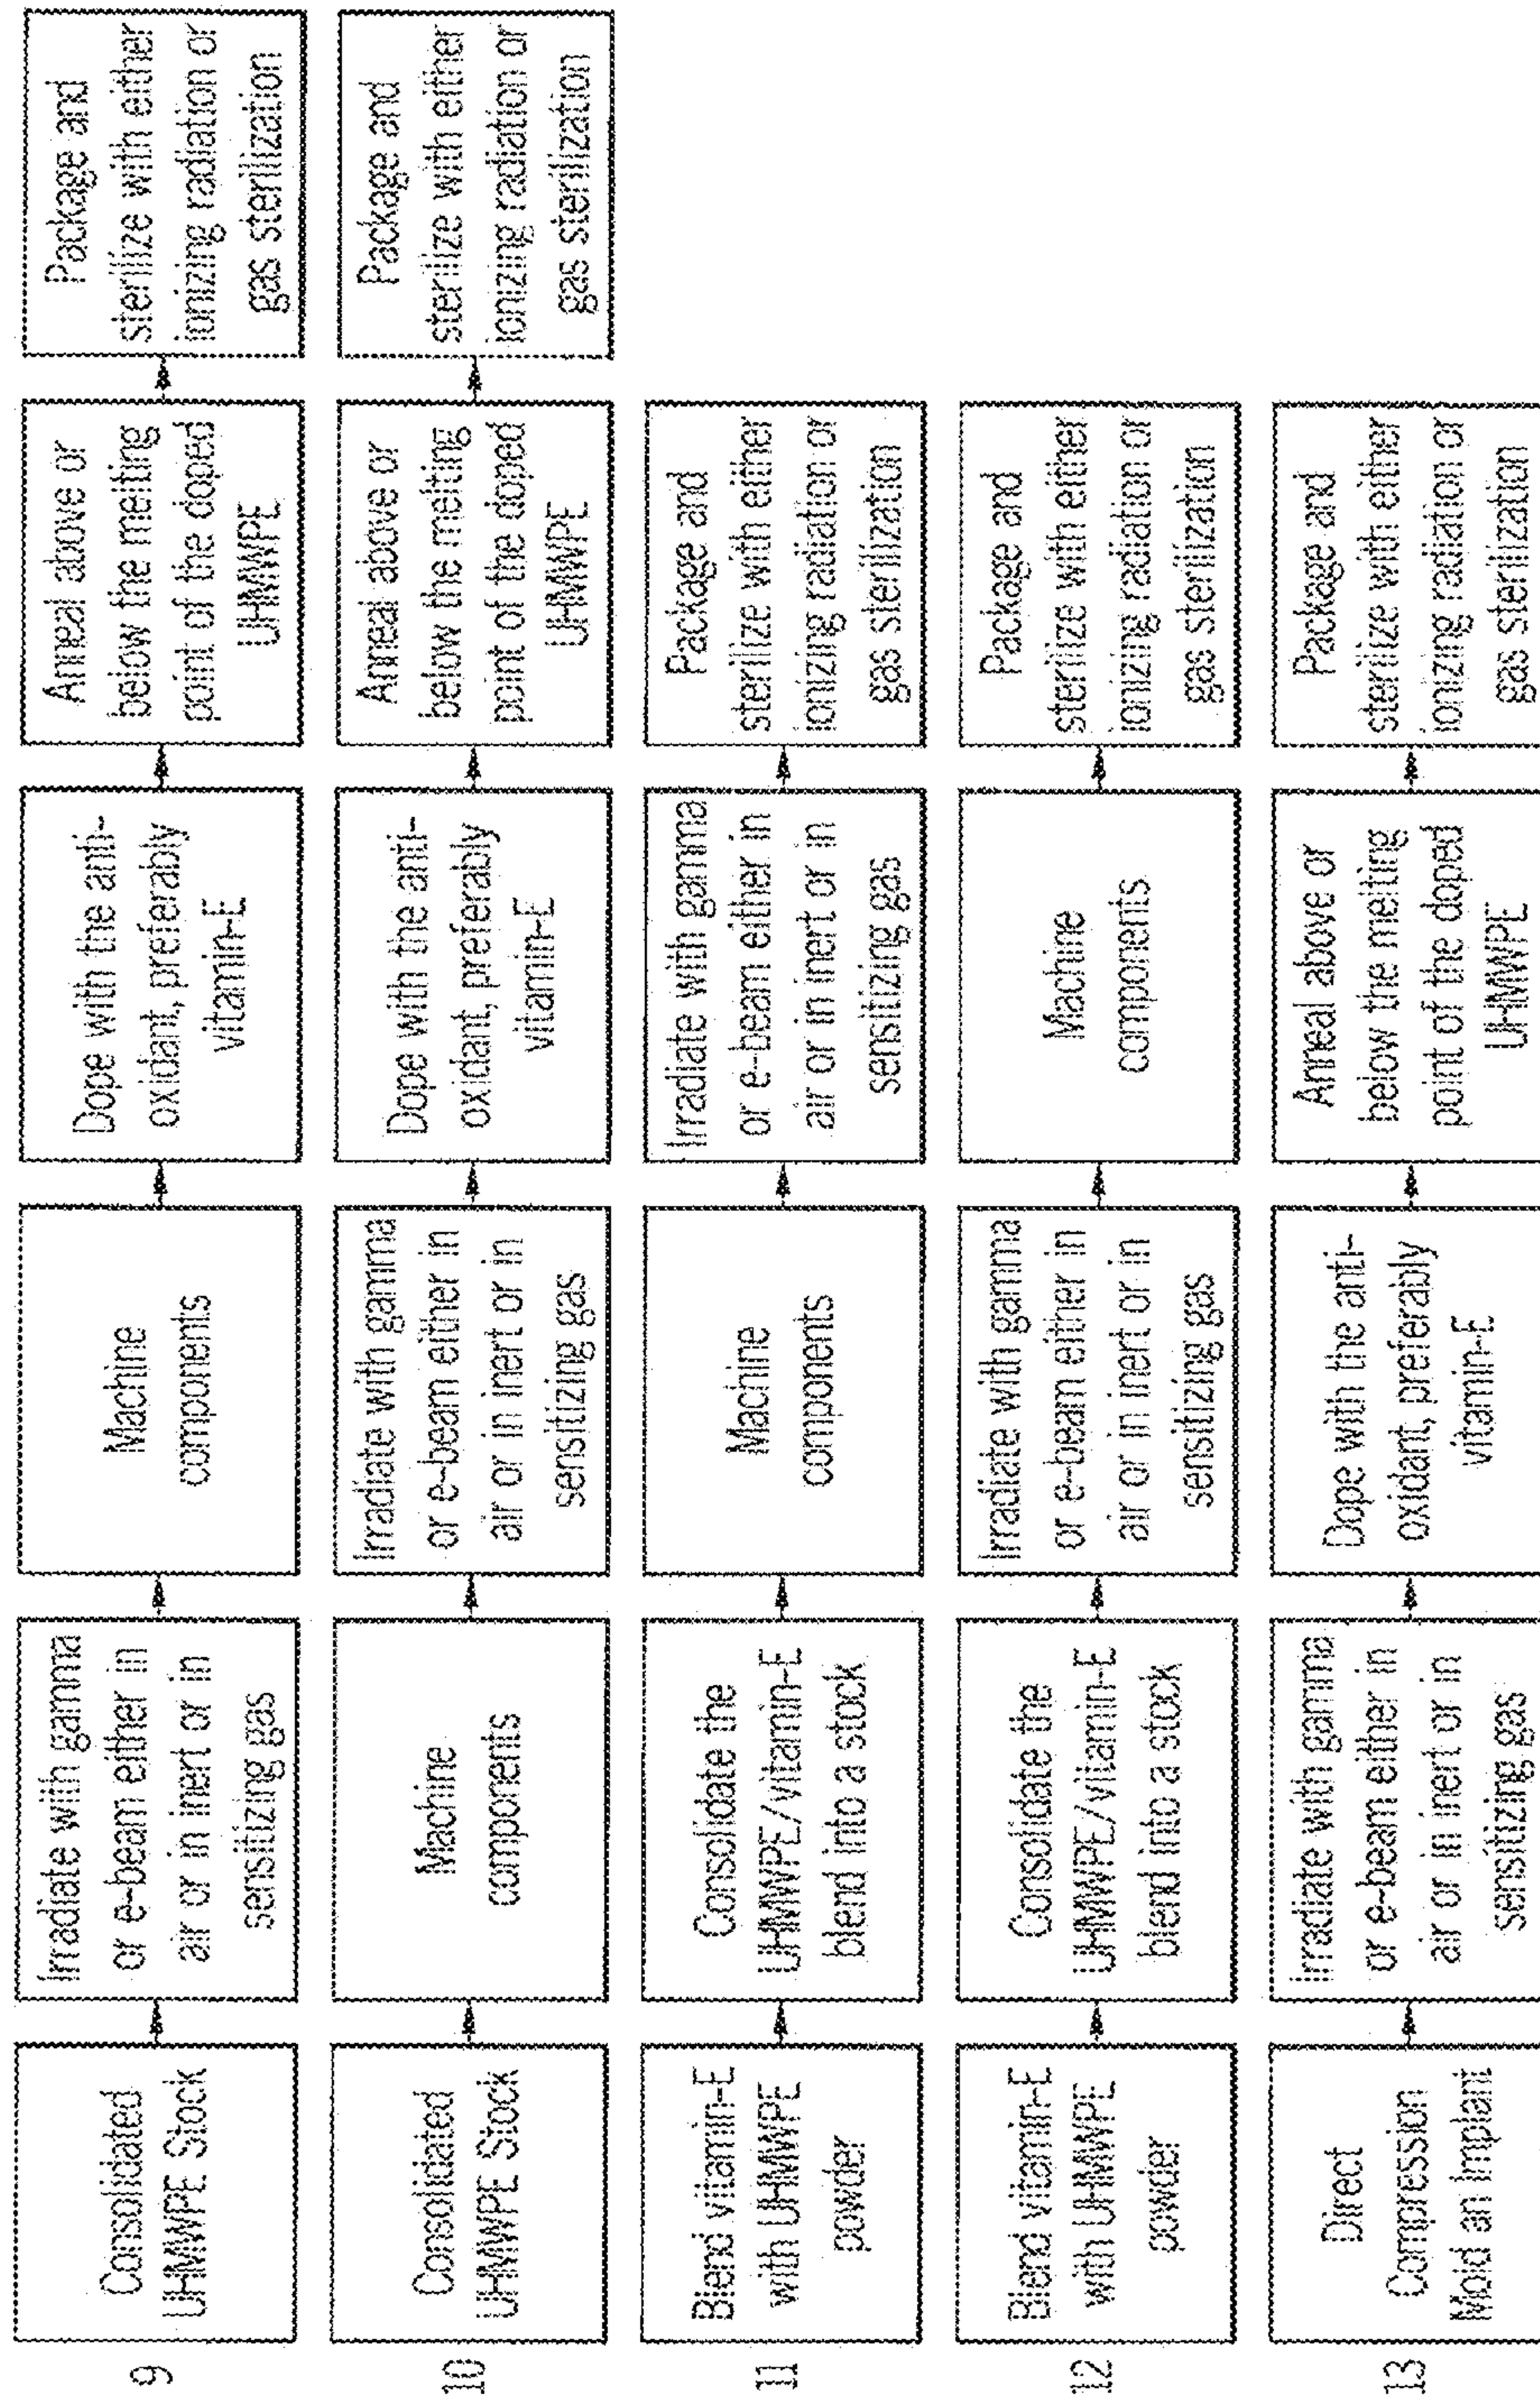 9
Consolidated
UHMWPE Stock
Irradiate with gamma
or e-beam either in
air or in inert or in
sensitizing gas
Machine
components
Dope with the anti-
oxidant, preferably
vitamin-E
Anneal above or
below the melting
point of the doped
UHMWPE
Package and
sterilize with either
ionizing radiation or
gas sterilization
10
Consolidated
UHMWPE Stock
Machine
components
Irradiate with gamma
or e-beam either in
air or in inert or in
sensitizing gas
Dope with the anti-
oxidant, preferably
vitamin-E
Anneal above or
below the melting
point of the doped
UHMWPE
Package and
sterilize with either
ionizing radiation or
gas sterilization
11
Blend vitamin-E
with UHMWPE
powder
Consolidate the
UHMWPE/vitamin-E
blend into a stock
Machine
components
Irradiate with gamma
or e-beam either in
air or in inert or in
sensitizing gas
Package and
sterilize with either
ionizing radiation or
gas sterilization
12
Blend vitamin-E
with UHMWPE
powder
Consolidate the
UHMWPE/vitamin-E
blend into a stock
Irradiate with gamma
or e-beam either in
air or in inert or in
sensitizing gas
Machine
components
Package and
sterilize with either
ionizing radiation or
gas sterilization
13
Direct
Compression
Mold an Implant
Irradiate with gamma
or e-beam either in
air or in inert or in
sensitizing gas
Dope with the anti-
oxidant, preferably
vitamin-E
Anneal above or
below the melting
point of the doped
UHMWPE
Package and
sterilize with either
ionizing radiation or
gas sterilization